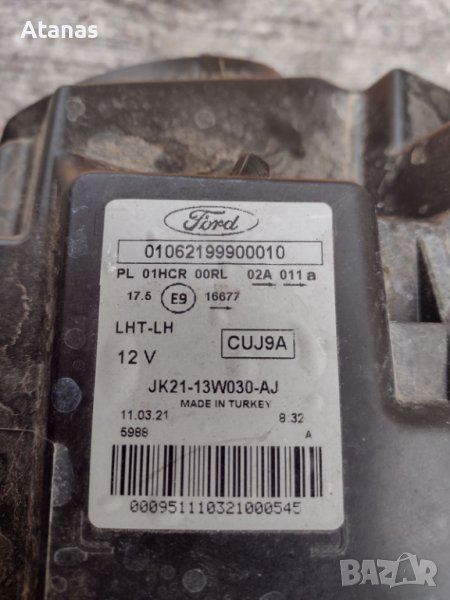 Atanas
Ford
01062199900010
PL 01HCR 00RL 02A 011a
17.5 E9 16677
LHT-LH
12 V
CUJ9A
JK21-13W030-AJ
MADE IN TURKEY
11.03.21 8.32
5988 A
000951110321000545
BAZAR